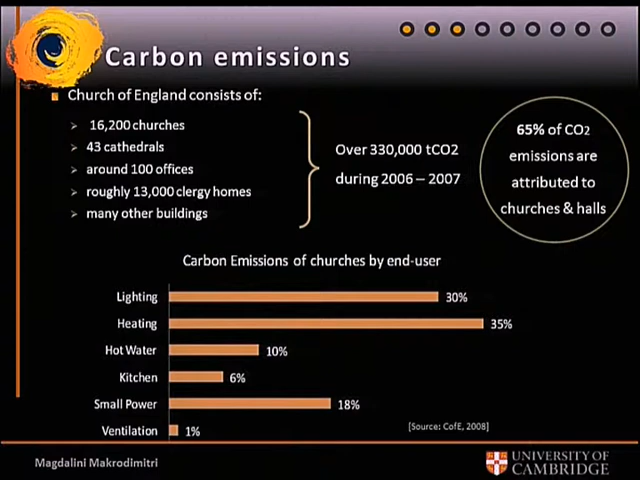 Carbon emissions
Church of England consists of:
16,200 churches
43 cathedrals
around 100 offices
roughly 13,000 clergy homes
many other buildings
Over 330,000 tCO2
during 2006 – 2007
65% of CO2
emissions are
attributed to
churches & halls
Carbon Emissions of churches by end-user
Lighting 30%
Heating 35%
Hot Water 10%
Kitchen 6%
Small Power 18%
Ventilation 1%
[Source: CofE, 2008]
Magdalini Makrodimitri
UNIVERSITY OF
CAMBRIDGE